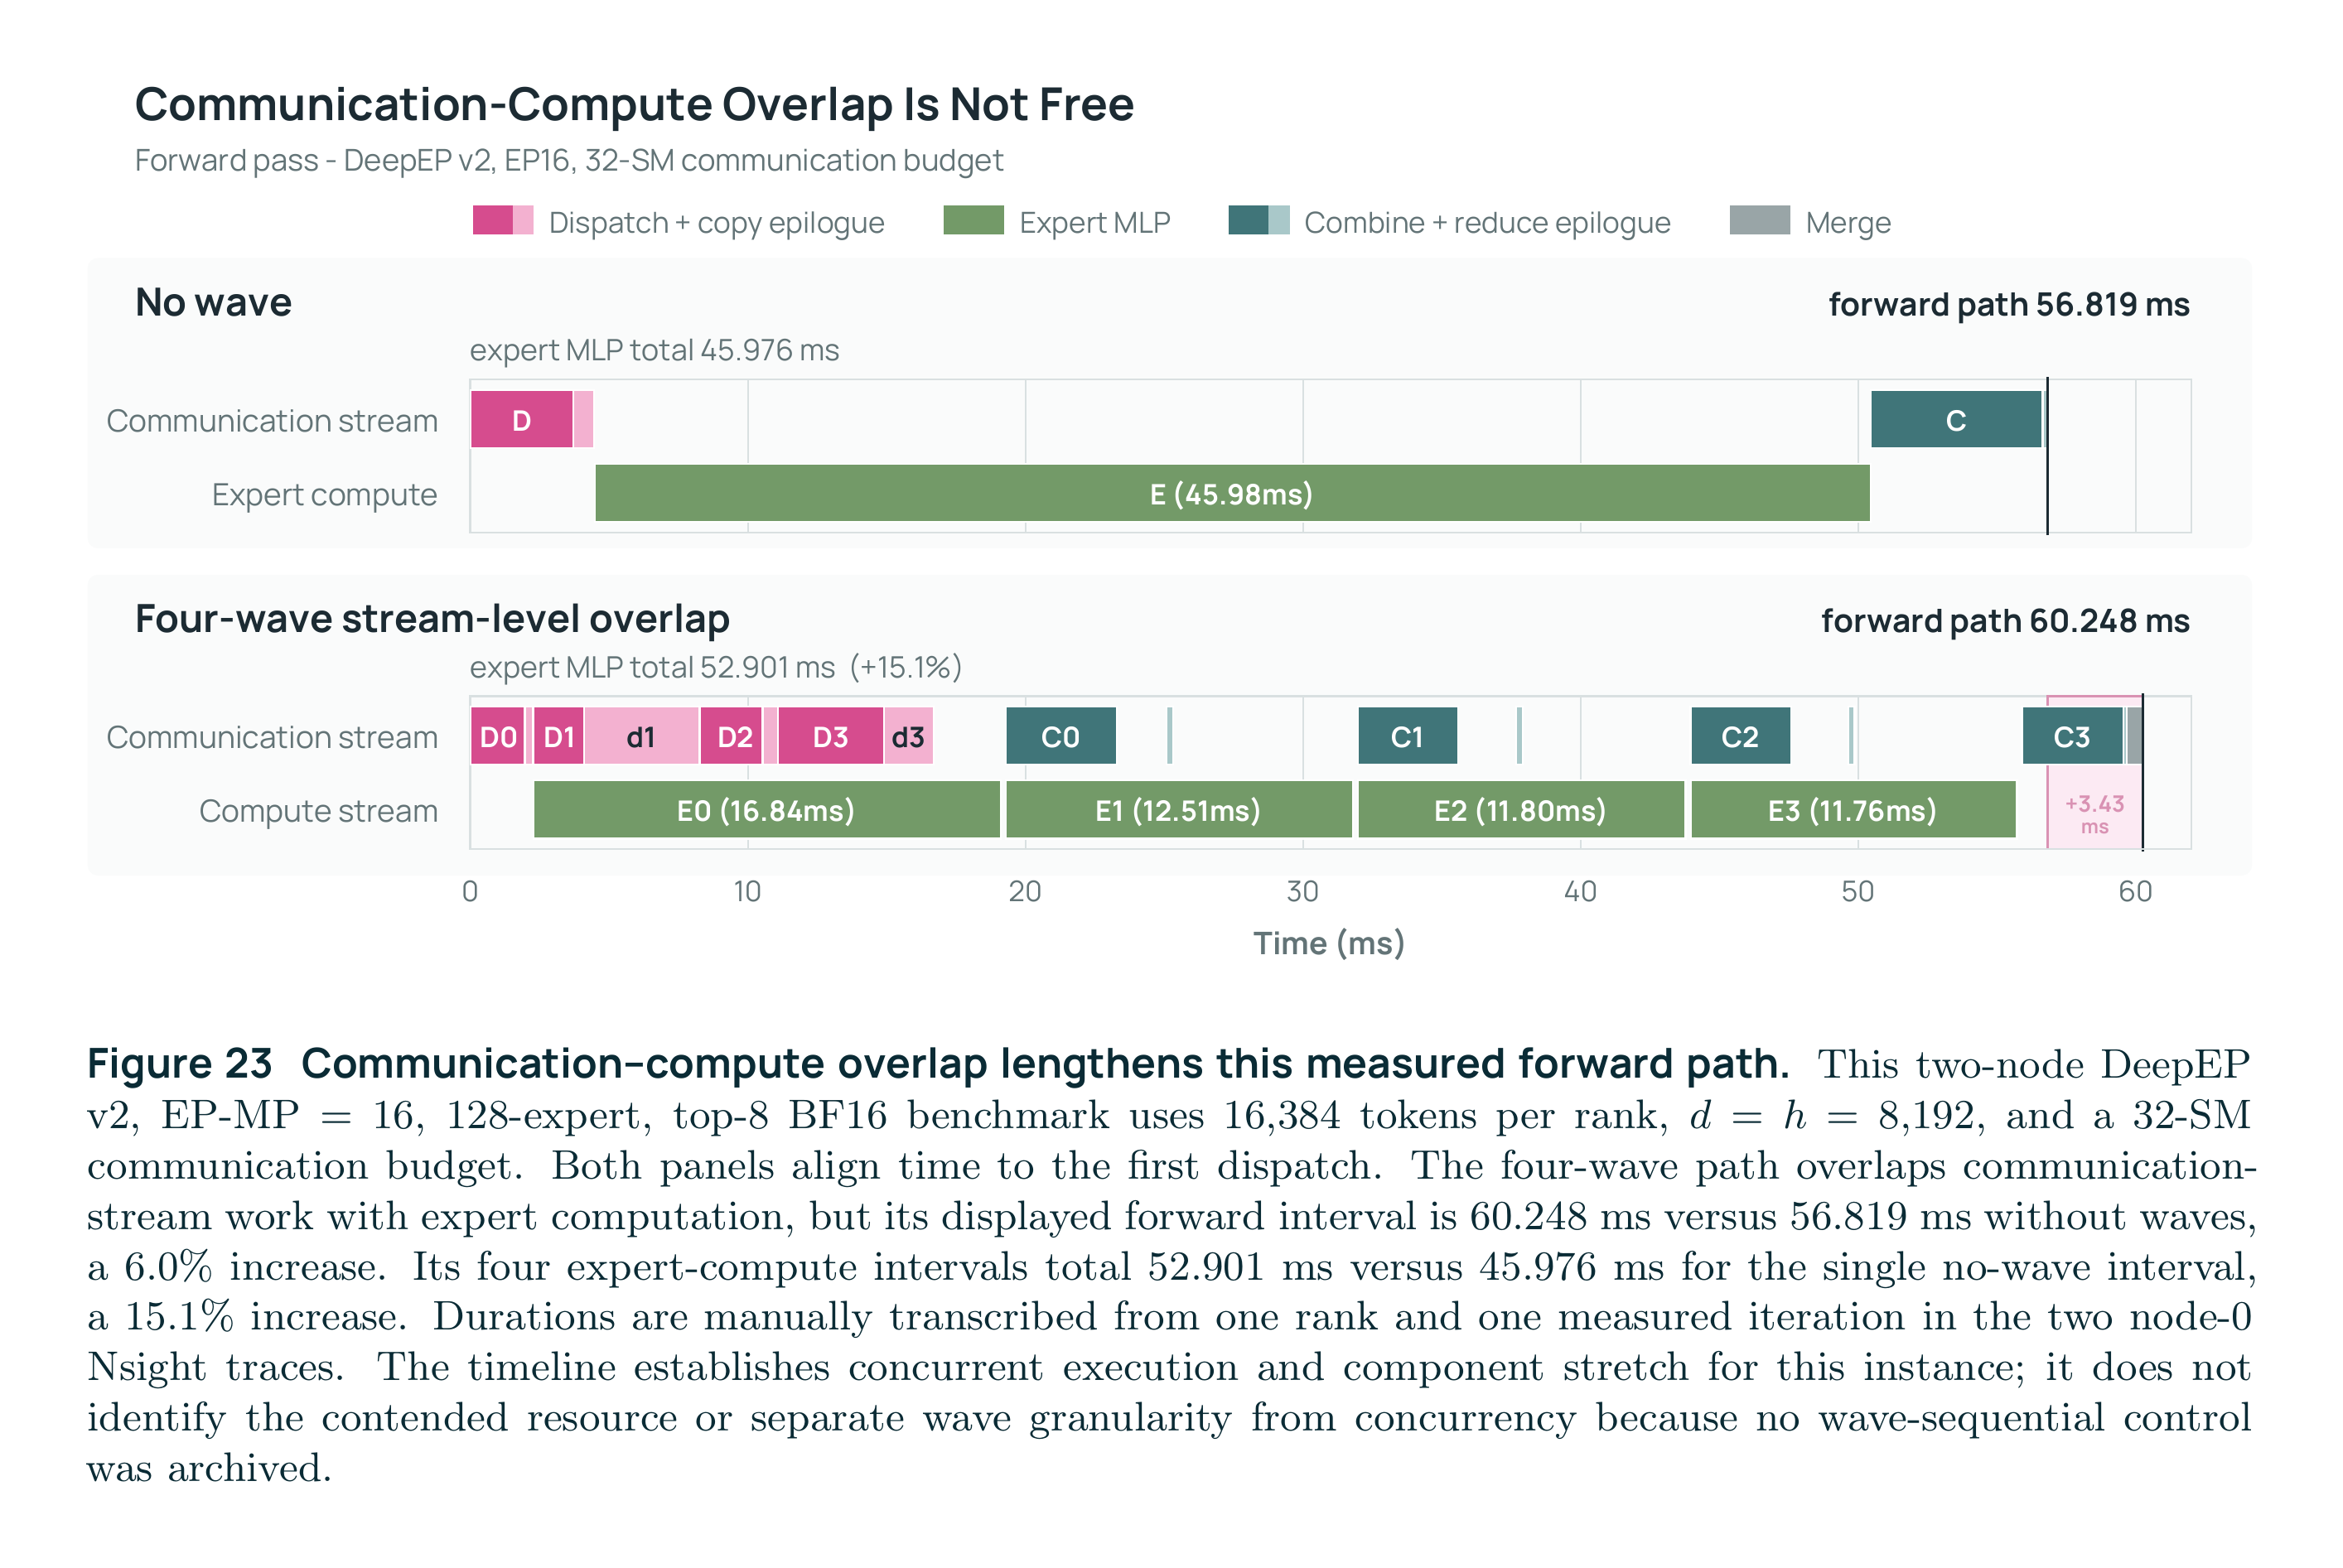 Communication-Compute Overlap Is Not Free
Forward pass - DeepEP v2, EP16, 32-SM communication budget
Dispatch + copy epilogue Expert MLP Combine + reduce epilogue Merge
No wave forward path 56.819 ms
expert MLP total 45.976 ms
Communication stream D C
Expert compute E (45.98ms)
Four-wave stream-level overlap forward path 60.248 ms
expert MLP total 52.901 ms (+15.1%)
Communication stream D0 D1 d1 D2 D3 d3 C0 C1 C2 C3
Compute stream E0 (16.84ms) E1 (12.51ms) E2 (11.80ms) E3 (11.76ms) +3.43
ms
0 10 20 30 40 50 60
Time (ms)
Figure 23 Communication–compute overlap lengthens this measured forward path. This two-node DeepEP
v2, EP-MP = 16, 128-expert, top-8 BF16 benchmark uses 16,384 tokens per rank, d = h = 8,192, and a 32-SM
communication budget. Both panels align time to the first dispatch. The four-wave path overlaps communication-
stream work with expert computation, but its displayed forward interval is 60.248 ms versus 56.819 ms without waves,
a 6.0% increase. Its four expert-compute intervals total 52.901 ms versus 45.976 ms for the single no-wave interval,
a 15.1% increase. Durations are manually transcribed from one rank and one measured iteration in the two node-0
Nsight traces. The timeline establishes concurrent execution and component stretch for this instance; it does not
identify the contended resource or separate wave granularity from concurrency because no wave-sequential control
was archived.